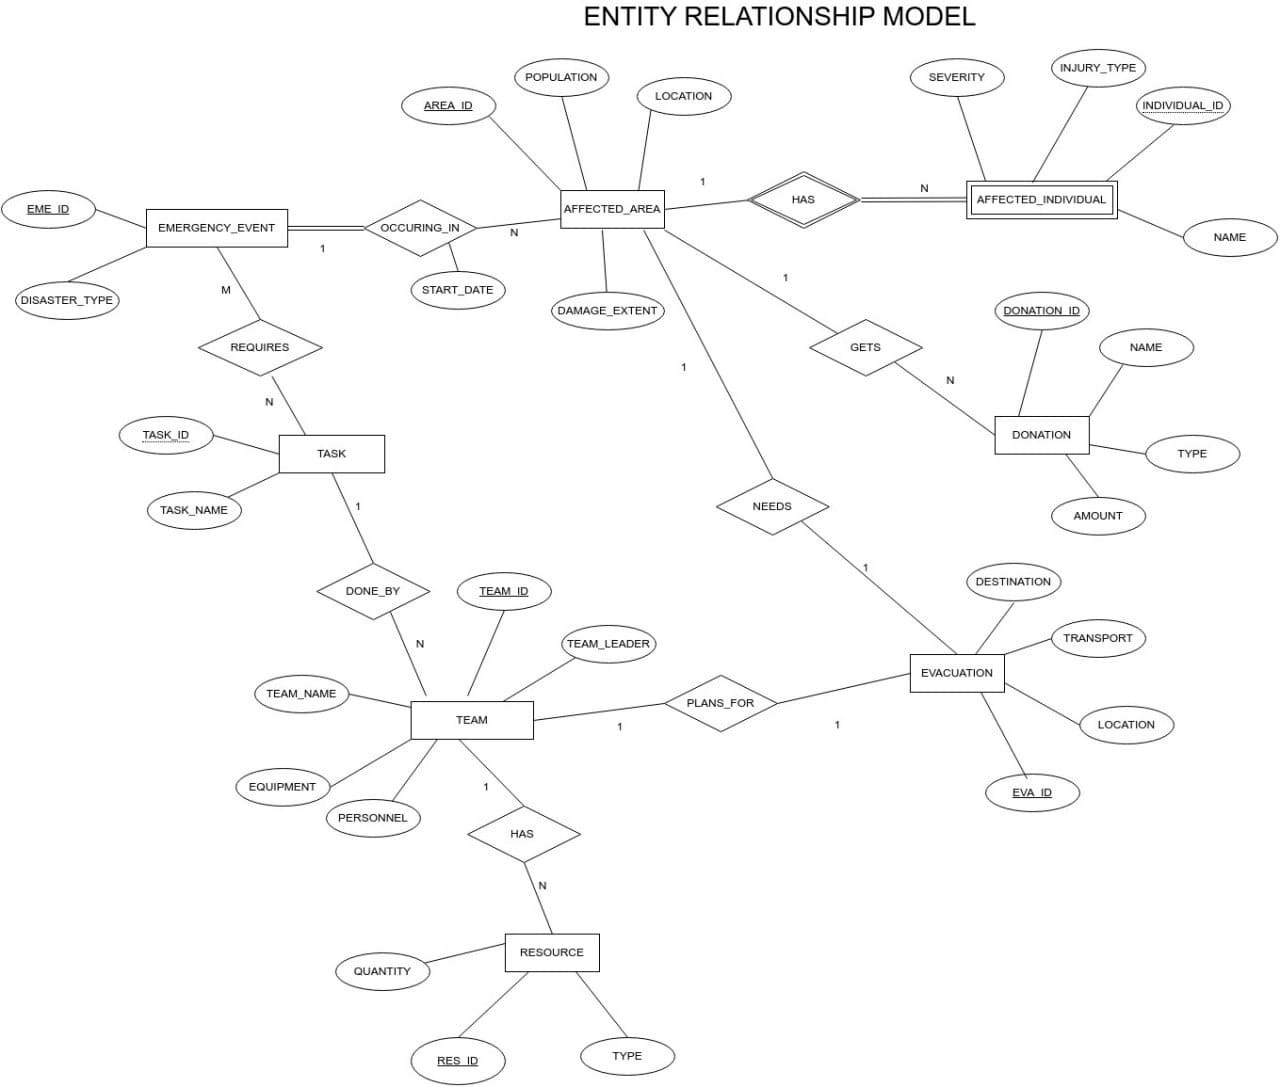 ENTITY RELATIONSHIP MODEL
POPULATION
LOCATION
AREA_ID
SEVERITY
INJURY_TYPE
INDIVIDUAL_ID
EME_ID
EMERGENCY_EVENT
1
OCCURING_IN
N
AFFECTED_AREA
1
HAS
N
AFFECTED_INDIVIDUAL
NAME
DISASTER_TYPE
START_DATE
DAMAGE_EXTENT
M
REQUIRES
N
1
GETS
N
DONATION_ID
NAME
DONATION
TYPE
AMOUNT
TASK_ID
TASK
TASK_NAME
1
NEEDS
1
1
DONE_BY
N
TEAM_ID
TEAM_LEADER
TEAM_NAME
TEAM
EQUIPMENT
PERSONNEL
1
PLANS_FOR
1
DESTINATION
TRANSPORT
EVACUATION
LOCATION
EVA_ID
1
HAS
N
RESOURCE
QUANTITY
RES_ID
TYPE